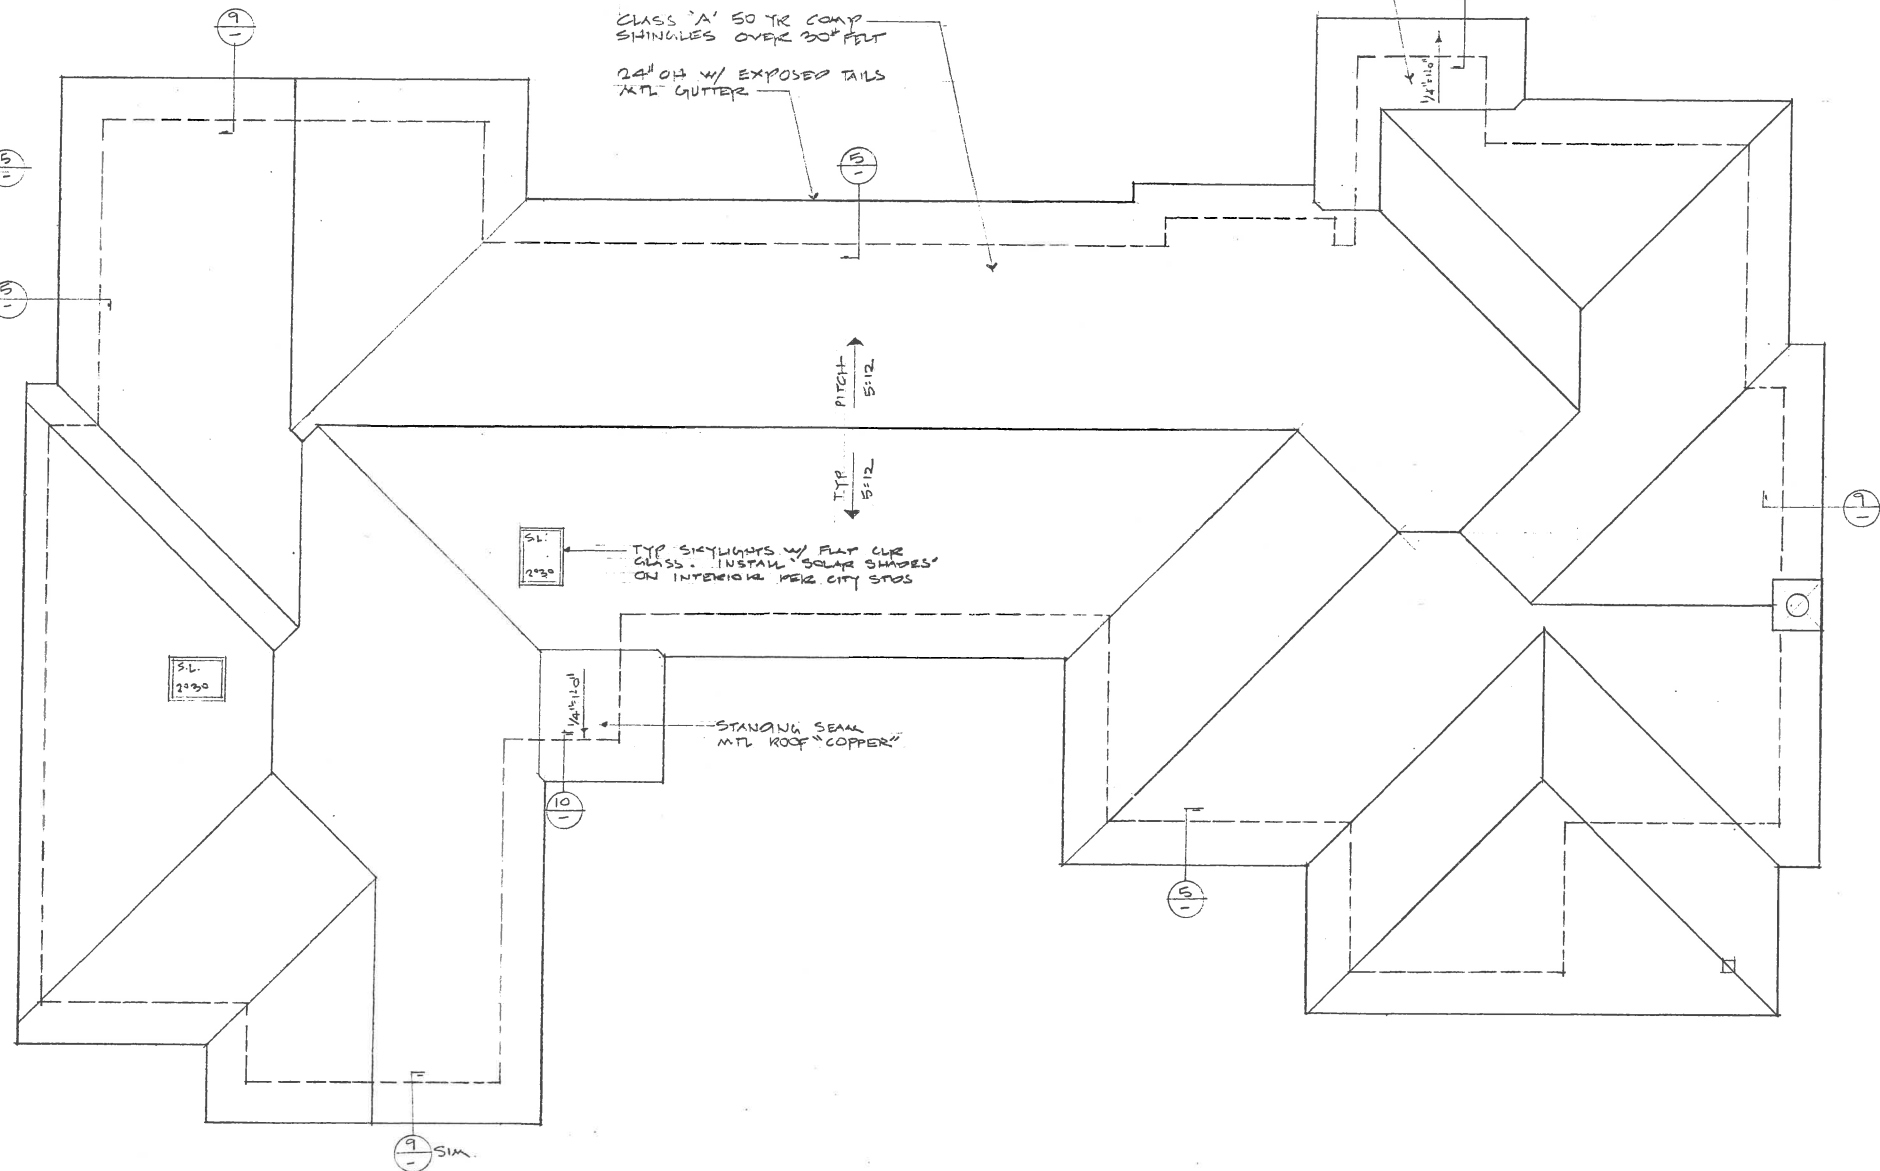 9
-
CLASS 'A' 50 YR COMP
SHINGLES OVER 30# FELT
24" OH W/ EXPOSED TAILS
MTL GUTTER
1/4"=1'-0"
5
-
5
-
5
-
PITCH
5:12
TYP
5:12
9
-
S.L.
2°3°
TYP SKYLIGHTS W/ FLAT CLR
GLASS. INSTALL "SOLAR SHADES"
ON INTERIOR PER CITY STDS
S.L.
2°3°
1/4"=1'-0"
STANDING SEAM
MTL ROOF "COPPER"
10
-
5
-
9
-
SIM.